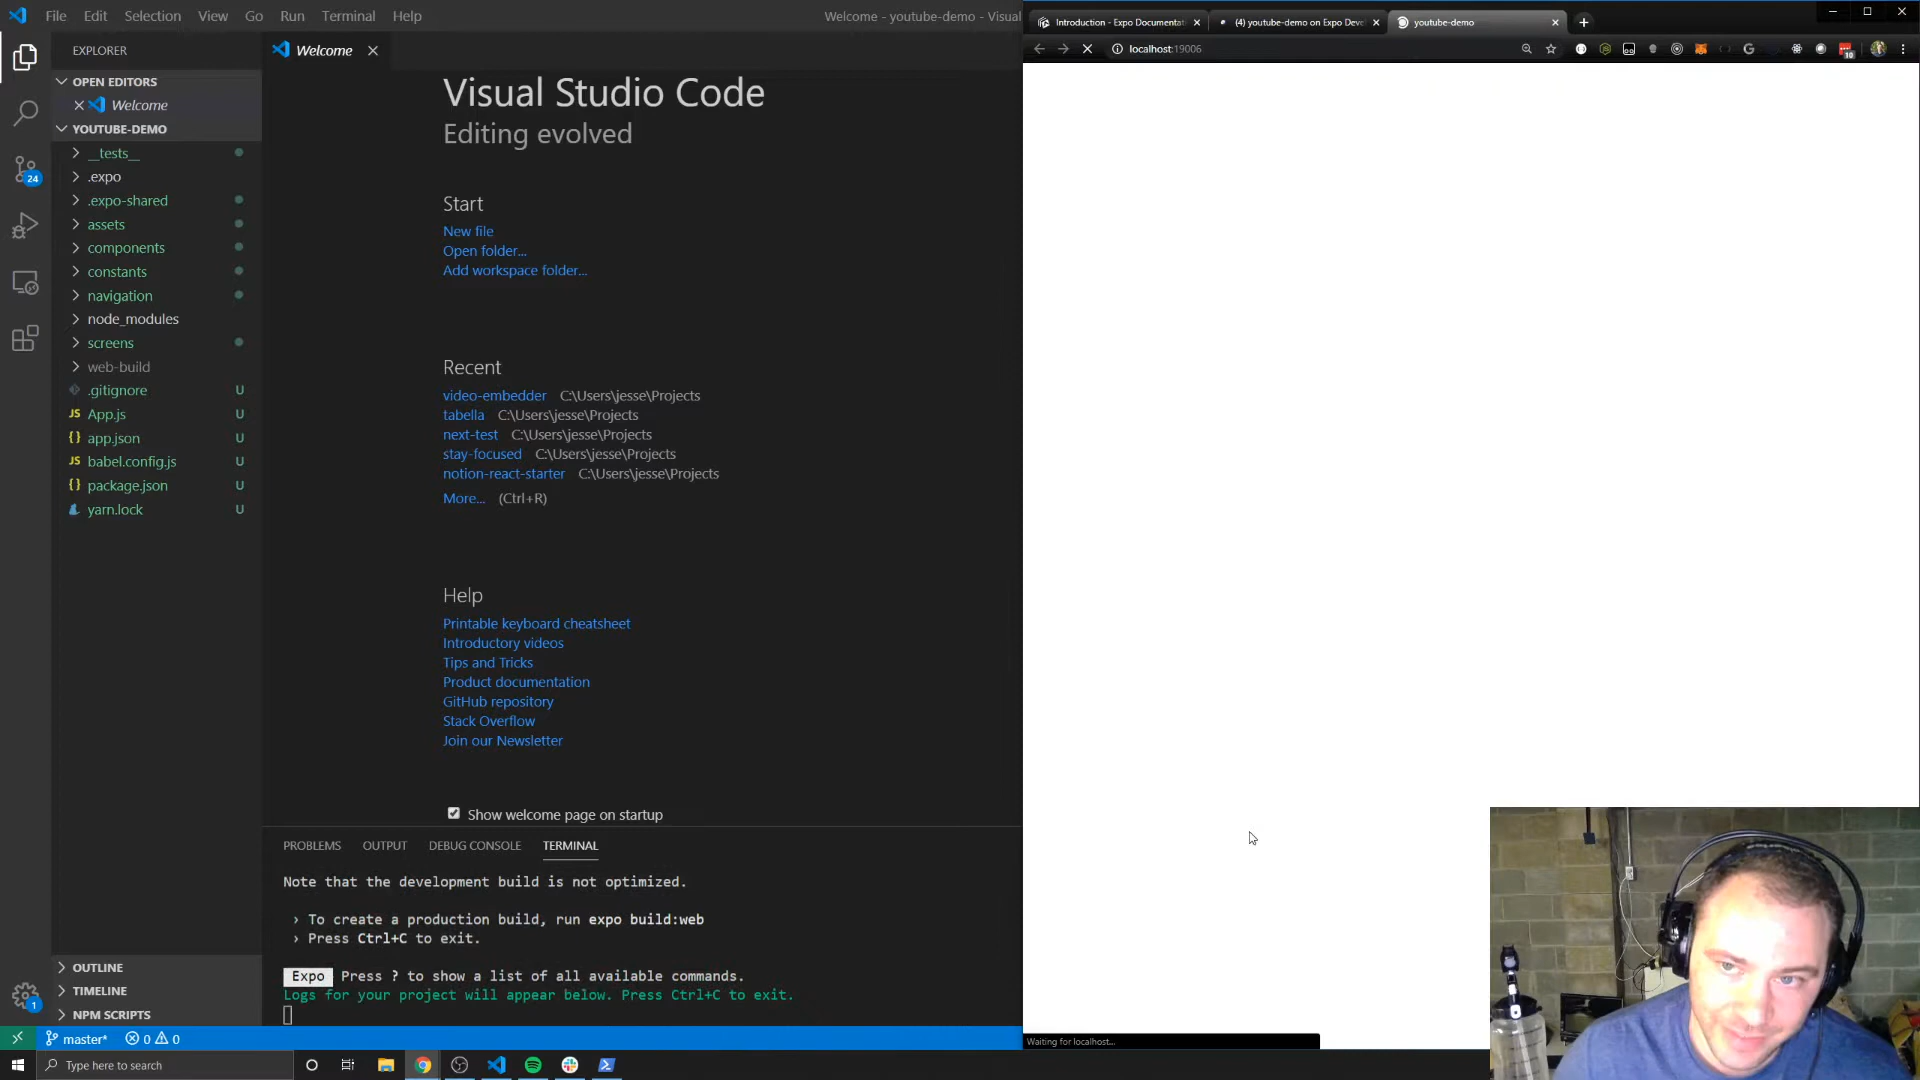 File Edit Selection View Go Run Terminal Help
Welcome - youtube-demo - Visual
EXPLORER
OPEN EDITORS
Welcome
YOUTUBE-DEMO
__tests__
.expo
.expo-shared
assets
components
constants
navigation
node_modules
screens
web-build
.gitignore U
JS App.js U
{} app.json U
JS babel.config.js U
{} package.json U
yarn.lock U
OUTLINE
TIMELINE
NPM SCRIPTS
24
1
Welcome
Visual Studio Code
Editing evolved
Start
New file
Open folder...
Add workspace folder...
Recent
video-embedder C:\Users\jesse\Projects
tabella C:\Users\jesse\Projects
next-test C:\Users\jesse\Projects
stay-focused C:\Users\jesse\Projects
notion-react-starter C:\Users\jesse\Projects
More... (Ctrl+R)
Help
Printable keyboard cheatsheet
Introductory videos
Tips and Tricks
Product documentation
GitHub repository
Stack Overflow
Join our Newsletter
Show welcome page on startup
PROBLEMS OUTPUT DEBUG CONSOLE TERMINAL
Note that the development build is not optimized.
› To create a production build, run expo build:web
› Press Ctrl+C to exit.
Expo Press ? to show a list of all available commands.
Logs for your project will appear below. Press Ctrl+C to exit.
master* 0 0
Type here to search
Introduction - Expo Documentat
(4) youtube-demo on Expo Deve
youtube-demo
localhost:19006
10
Waiting for localhost...